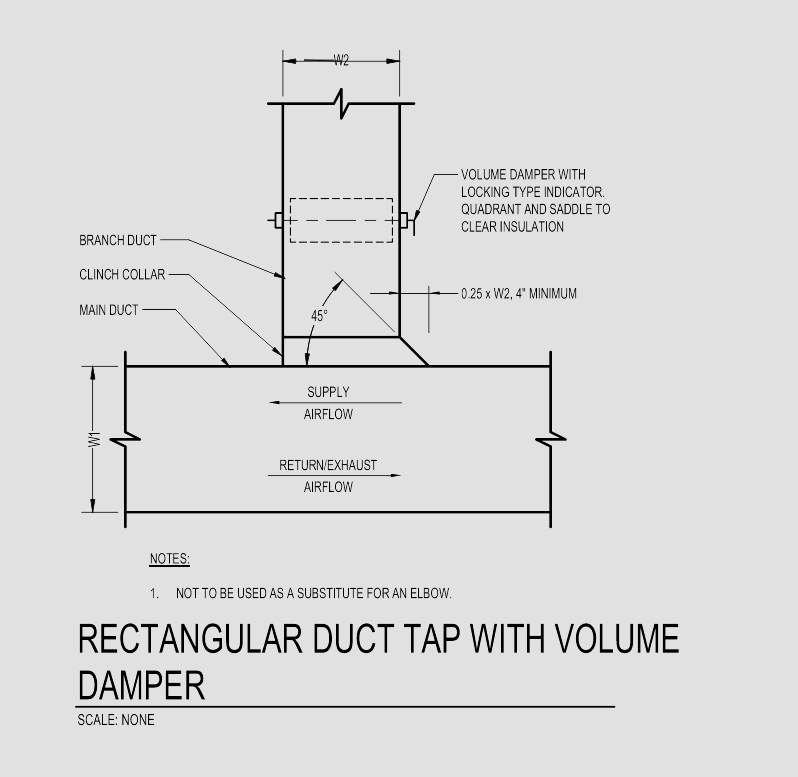 W2
VOLUME DAMPER WITH
LOCKING TYPE INDICATOR.
QUADRANT AND SADDLE TO
CLEAR INSULATION
BRANCH DUCT
CLINCH COLLAR
MAIN DUCT
0.25 x W2, 4" MINIMUM
45°
W1
SUPPLY
AIRFLOW
RETURN/EXHAUST
AIRFLOW
NOTES:
1. NOT TO BE USED AS A SUBSTITUTE FOR AN ELBOW.
RECTANGULAR DUCT TAP WITH VOLUME
DAMPER
SCALE: NONE